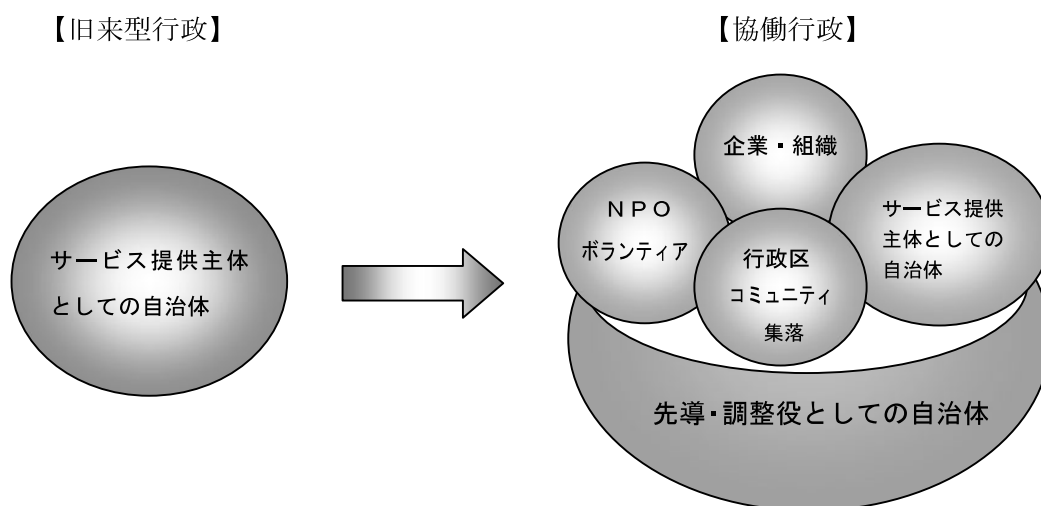 【旧来型行政】
【協働行政】
サービス提供主体
としての自治体
企業・組織
ＮＰＯ
ボランティア
行政区
コミュニティ
集落
サービス提供
主体としての
自治体
先導・調整役としての自治体